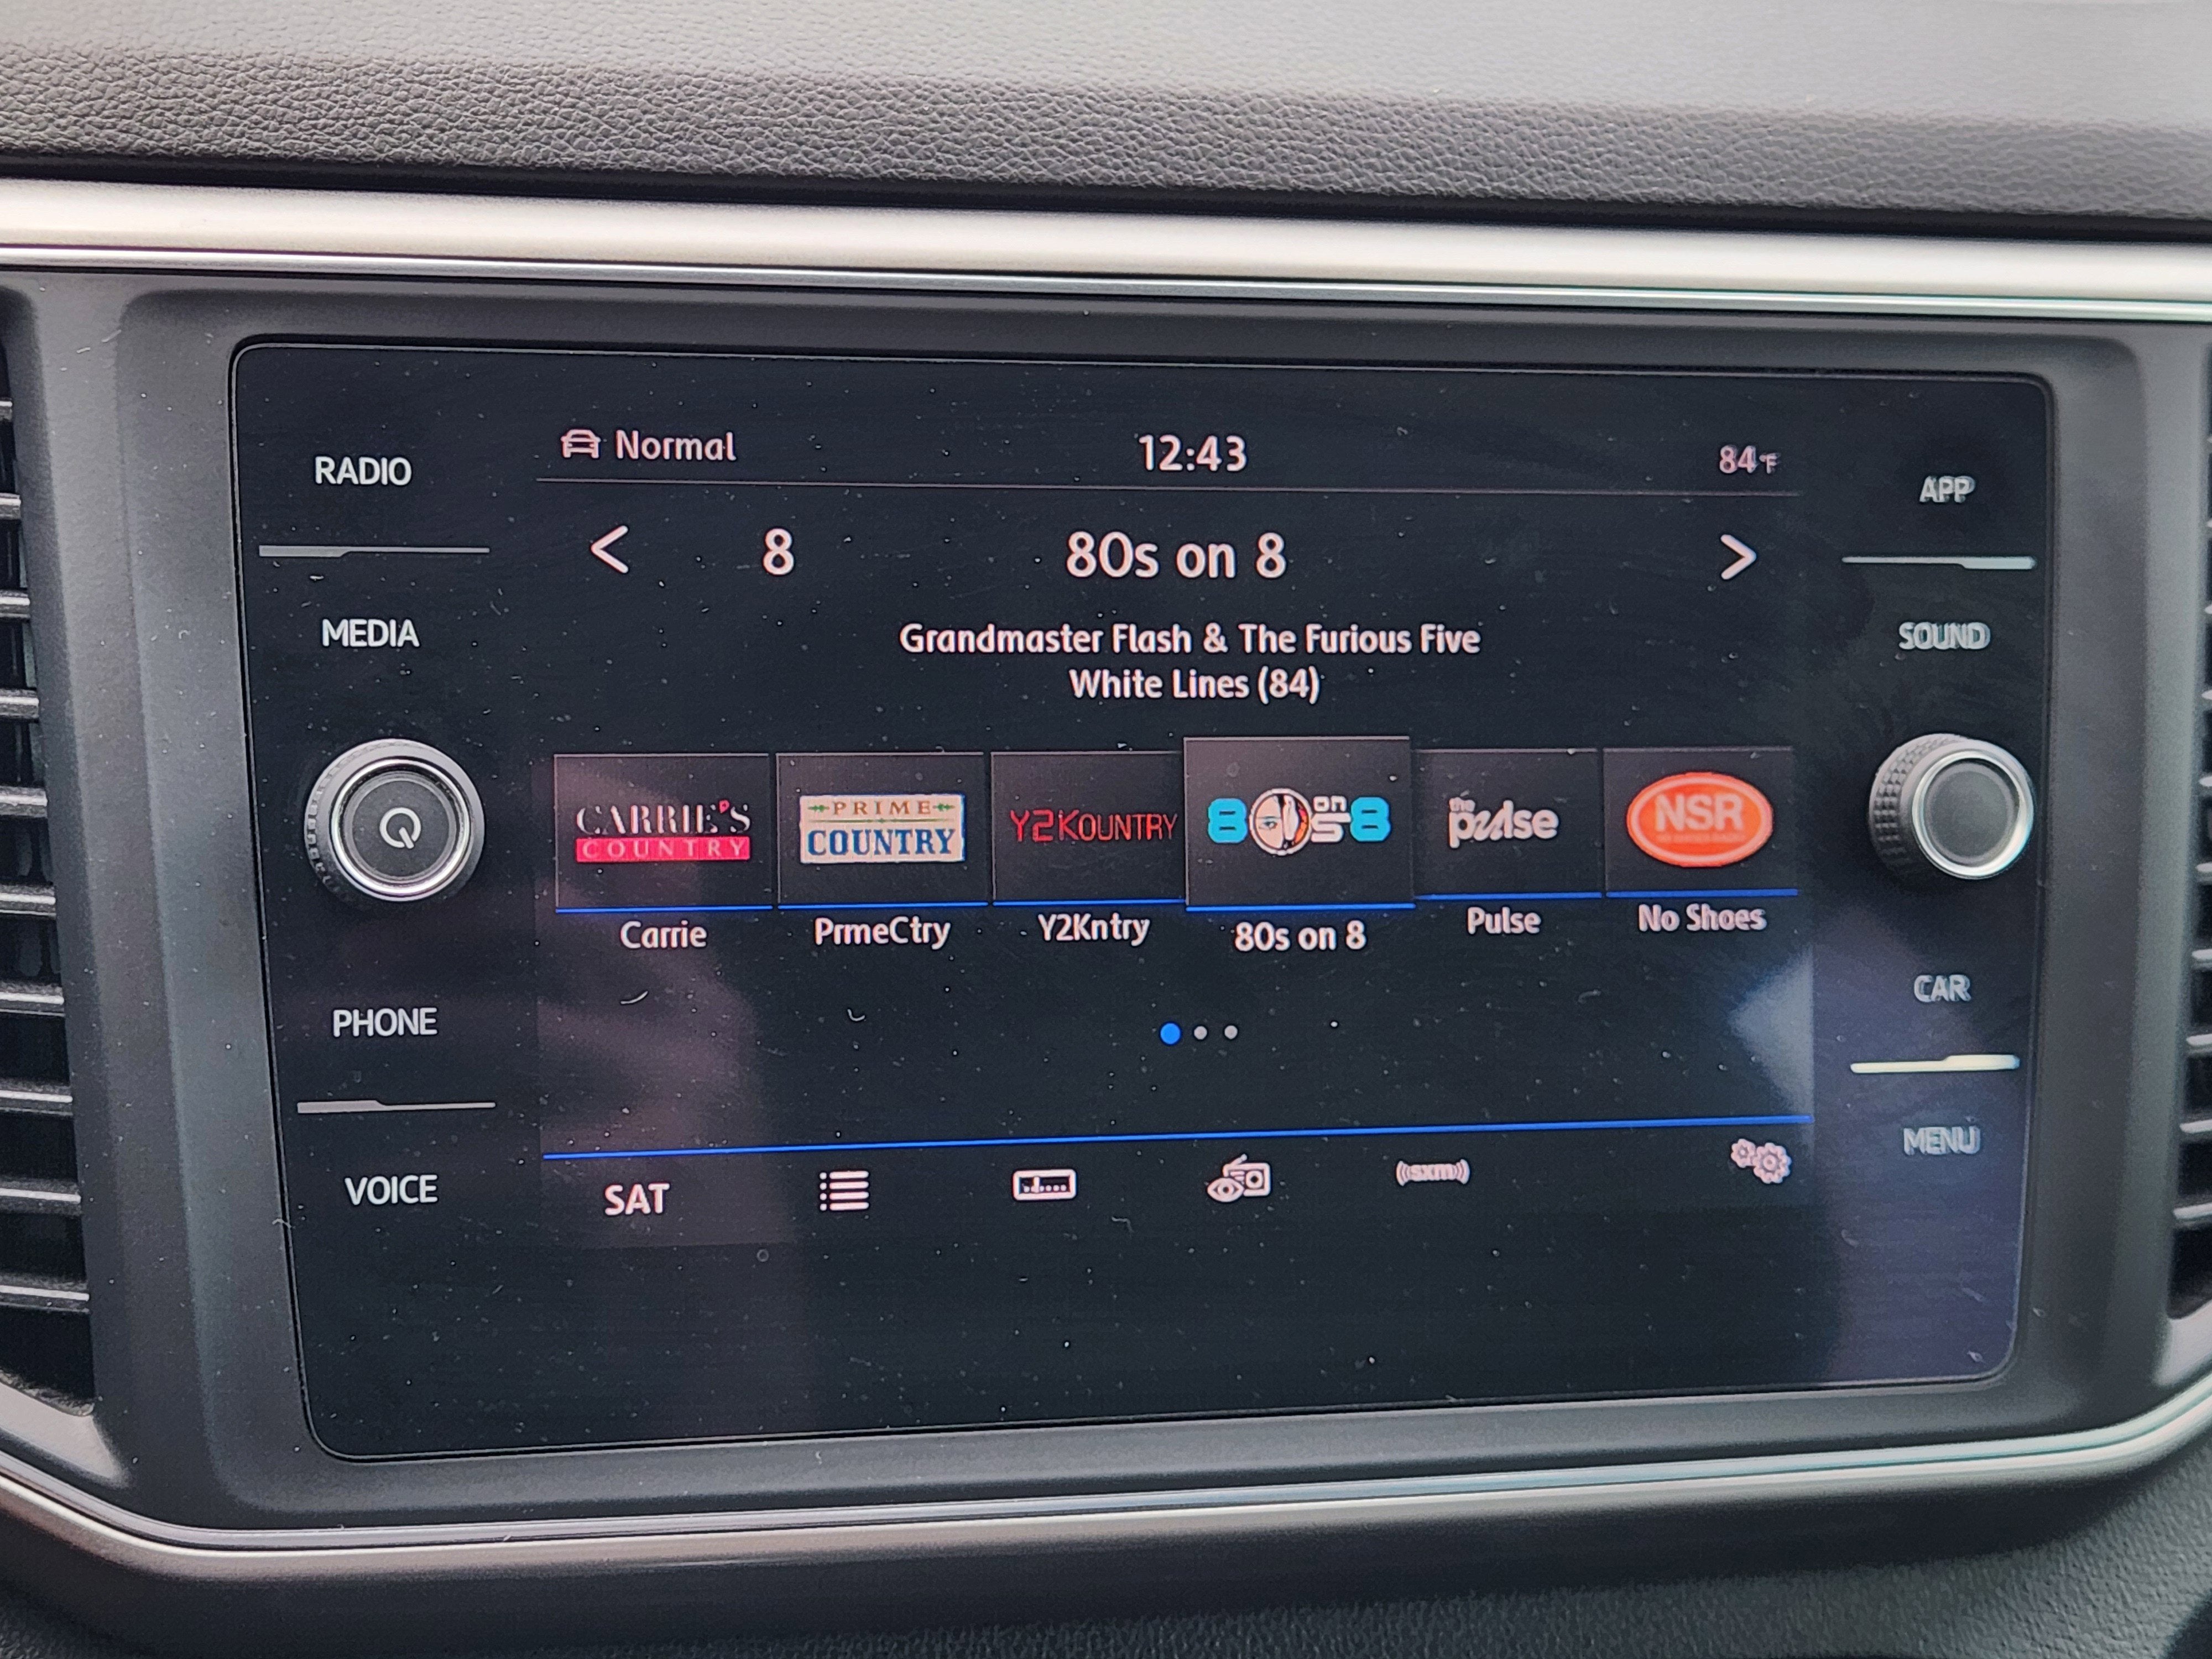 RADIO
MEDIA
PHONE
VOICE
Normal
12:43
84°F
8
80s on 8
Grandmaster Flash & The Furious Five
White Lines (84)
CARRIE'S
COUNTRY
PRIME
COUNTRY
Y2KOUNTRY
80s on 8
the
pulse
NSR
Carrie
PrmeCtry
Y2Kntry
80s on 8
Pulse
No Shoes
SAT
((sxm))
APP
SOUND
CAR
MENU